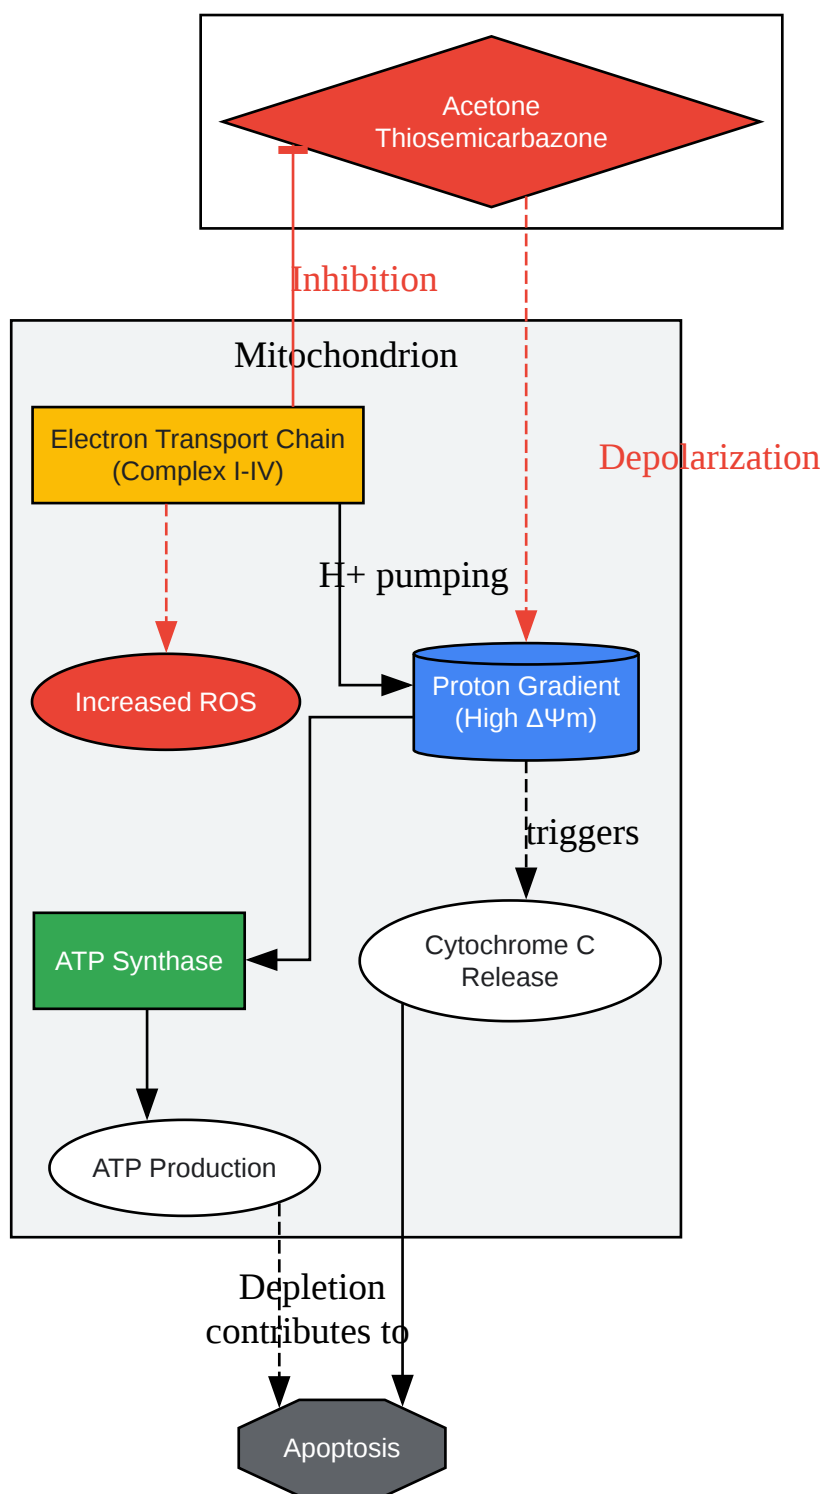 Acetone
Thiosemicarbazone
Inhibition
Mitochondrion
Electron Transport Chain
(Complex I-IV)
Depolarization
H+ pumping
Increased ROS
Proton Gradient
(High ΔΨm)
triggers
ATP Synthase
Cytochrome C
Release
ATP Production
Depletion
contributes to
Apoptosis